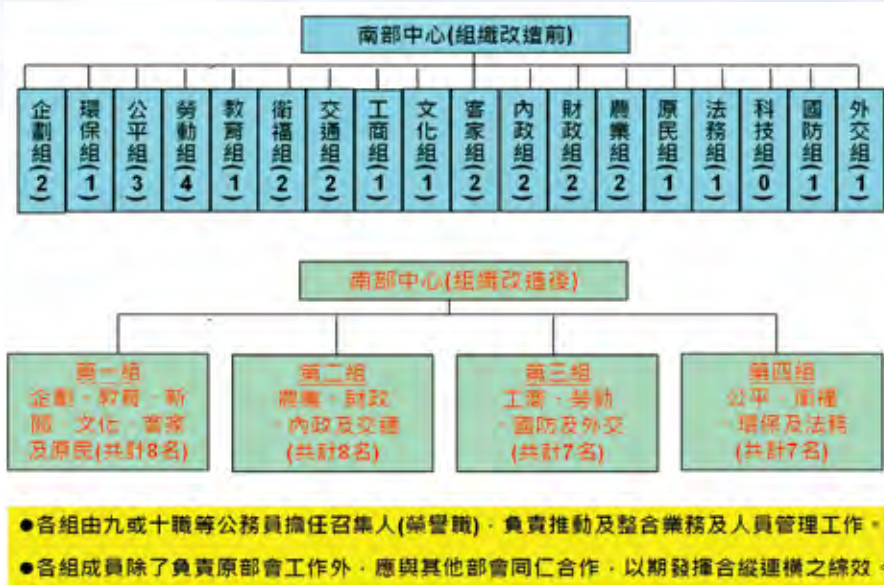 南部中心(組織改造前)
企劃組(2)
環保組(1)
公平組(3)
勞動組(4)
教育組(1)
衛福組(2)
交通組(2)
工商組(1)
文化組(1)
客家組(2)
內政組(2)
財政組(2)
農業組(2)
原民組(1)
法務組(1)
科技組(0)
國防組(1)
外交組(1)
南部中心(組織改造後)
第一組
企劃、教育、新
聞、文化、客家
及原民(共計8名)
第二組
農業、財政
、內政及交通
(共計8名)
第三組
工商、勞動
、國防及外交
(共計7名)
第四組
公平、衛福
、環保及法務
(共計7名)
●各組由九或十職等公務員擔任召集人(榮譽職)，負責推動及整合業務及人員管理工作。
●各組成員除了負責原部會工作外，應與其他部會同仁合作，以期發揮合縱連橫之綜效。